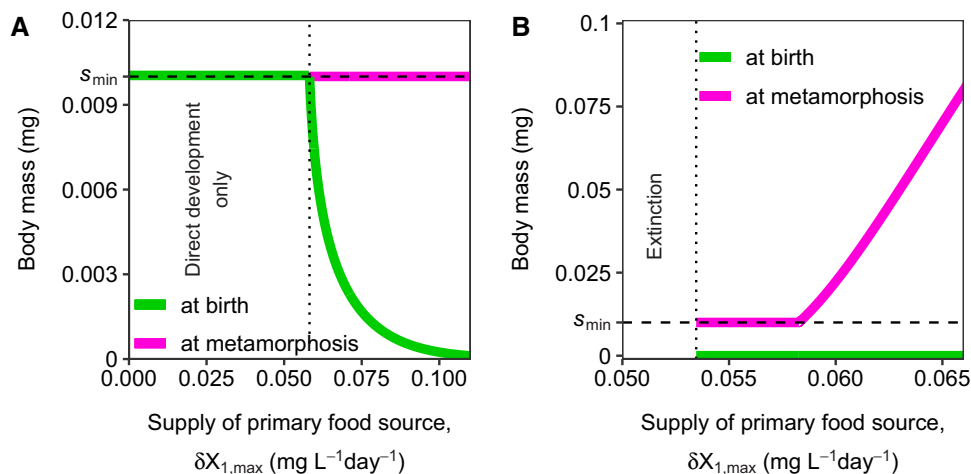 A
Body mass (mg)
0.012
smin
0.009
0.006
0.003
0
Direct development
only
at birth
at metamorphosis
0.000
0.025
0.050
0.075
0.100
Supply of primary food source,
δX1,max (mg L−1day−1)
B
Body mass (mg)
0.1
0.075
0.05
0.025
smin
0
at birth
at metamorphosis
Extinction
0.050
0.055
0.060
0.065
Supply of primary food source,
δX1,max (mg L−1day−1)